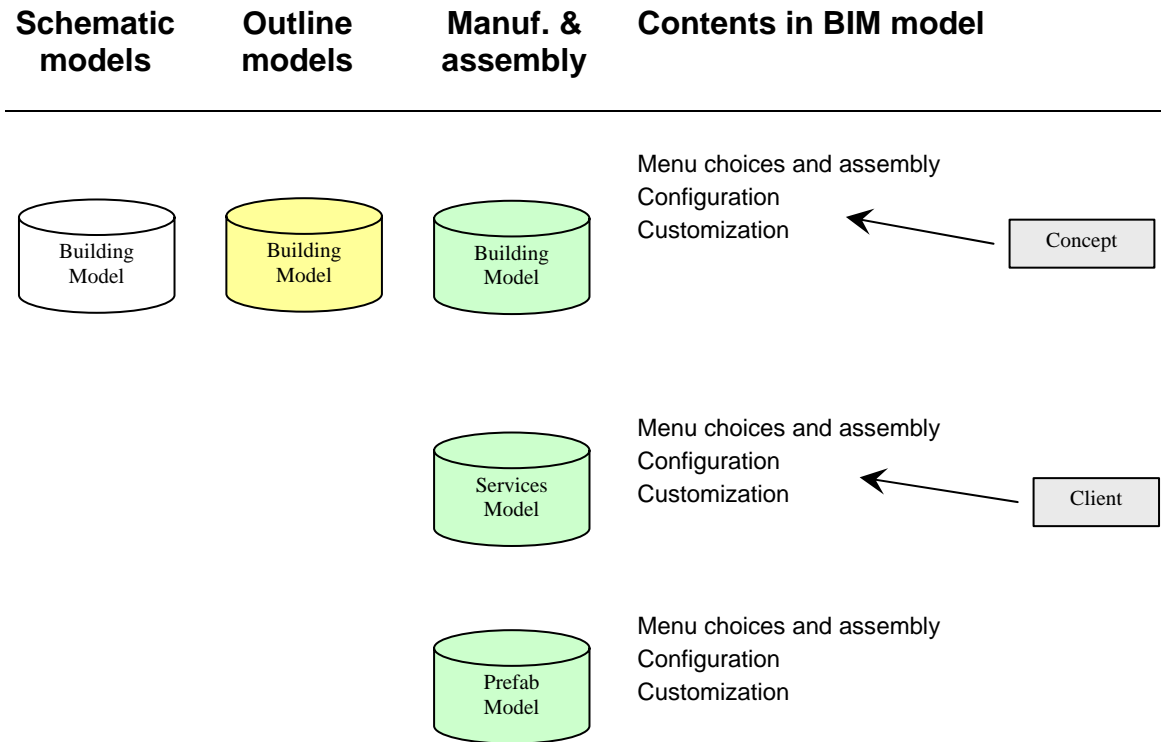 Schematic
models
Outline
models
Manuf. &
assembly
Contents in BIM model
Building
Model
Building
Model
Building
Model
Menu choices and assembly
Configuration
Customization
Concept
Services
Model
Menu choices and assembly
Configuration
Customization
Client
Prefab
Model
Menu choices and assembly
Configuration
Customization